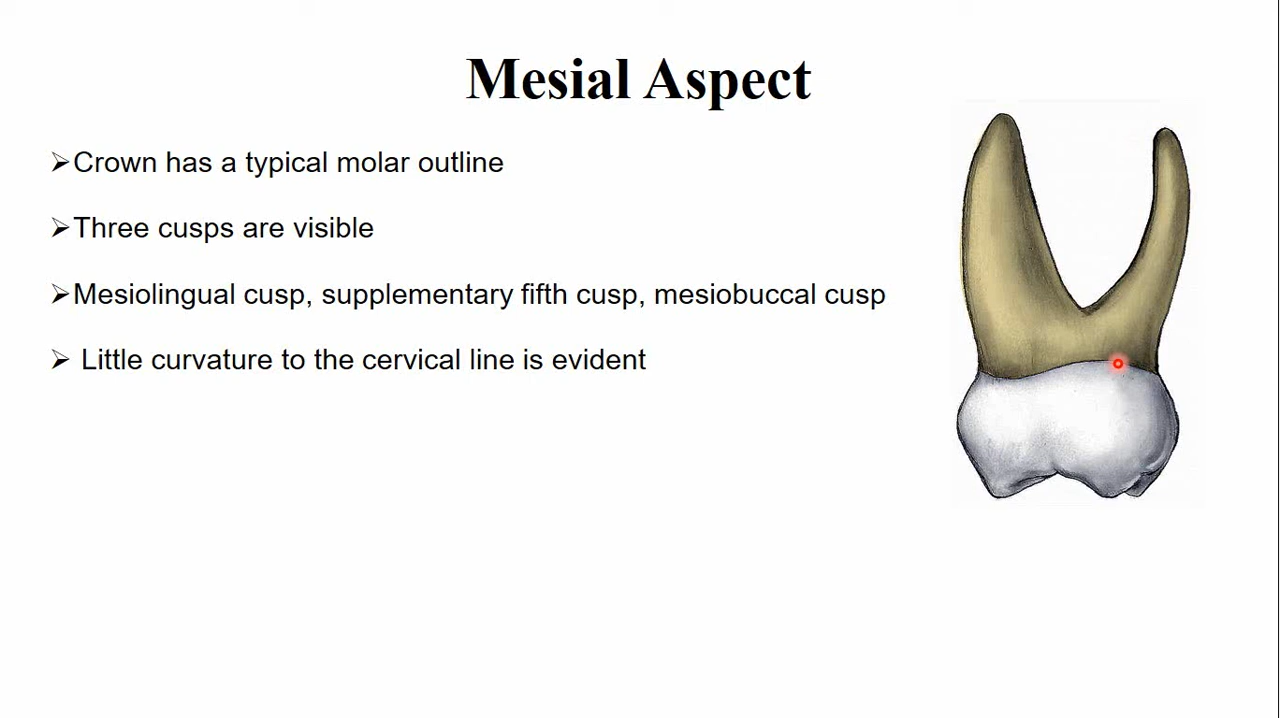 Mesial Aspect
➢Crown has a typical molar outline
➢Three cusps are visible
➢Mesiolingual cusp, supplementary fifth cusp, mesiobuccal cusp
➢ Little curvature to the cervical line is evident